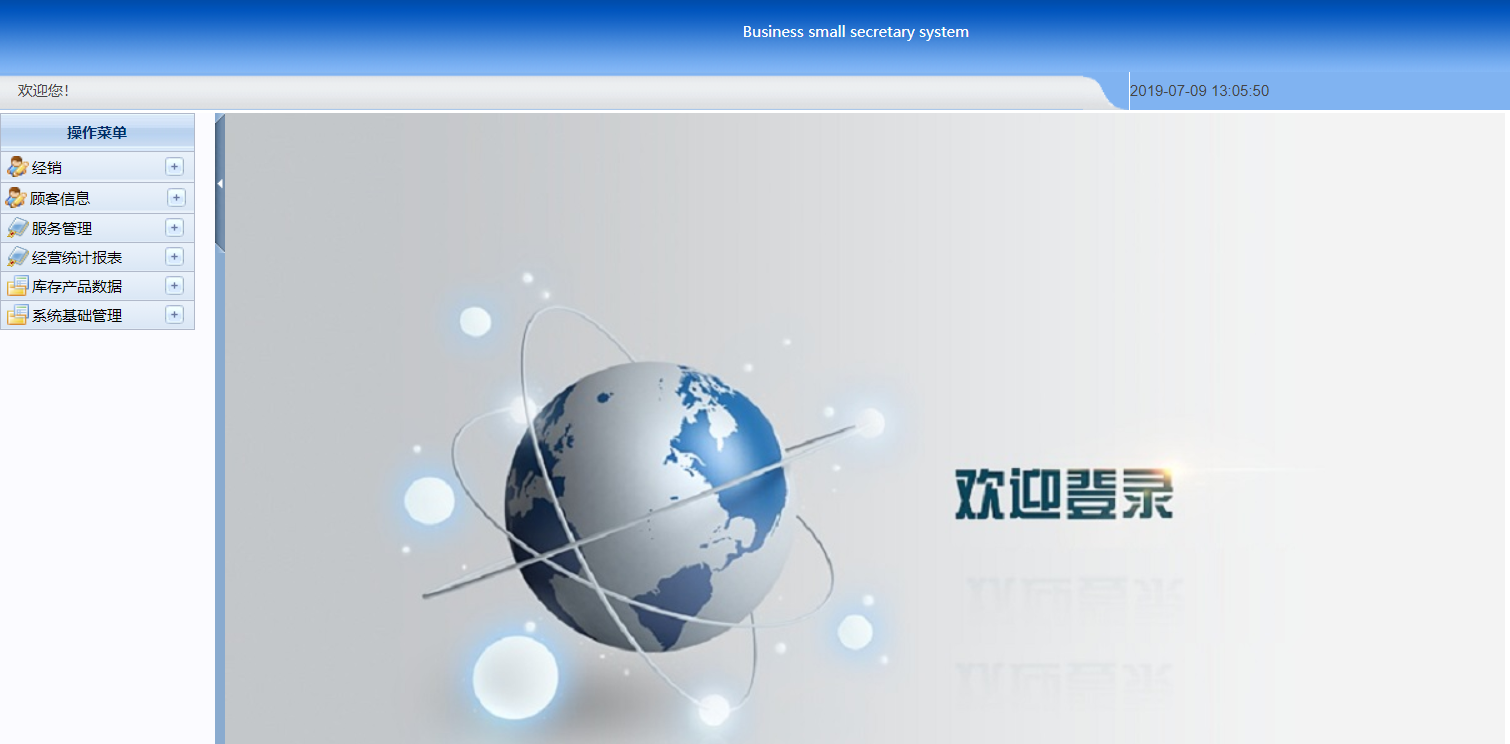 Business small secretary system
欢迎您!
2019-07-09 13:05:50
操作菜单
经销
顾客信息
服务管理
经营统计报表
库存产品数据
系统基础管理
欢迎登录